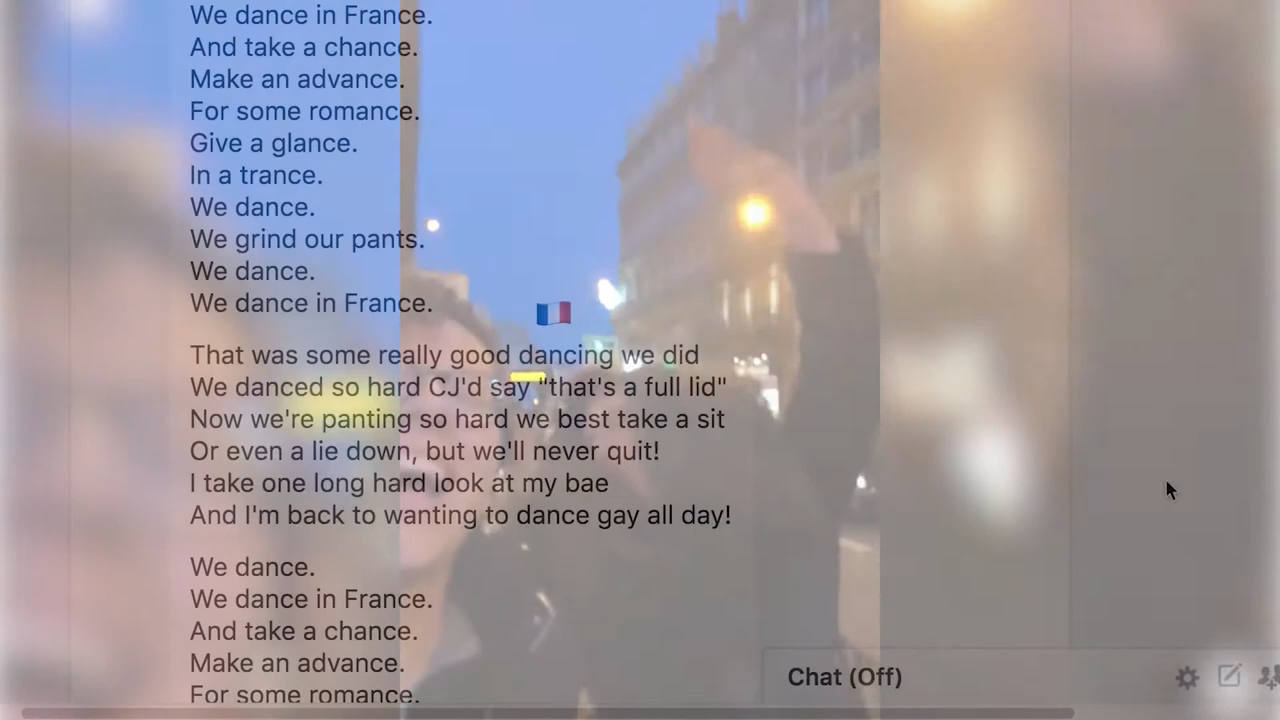 We dance in France.
And take a chance.
Make an advance.
For some romance.
Give a glance.
In a trance.
We dance.
We grind our pants.
We dance.
We dance in France.
That was some really good dancing we did
We danced so hard CJ'd say "that's a full lid"
Now we're panting so hard we best take a sit
Or even a lie down, but we'll never quit!
I take one long hard look at my bae
And I'm back to wanting to dance gay all day!
We dance.
We dance in France.
And take a chance.
Make an advance.
For some romance.
Chat (Off)